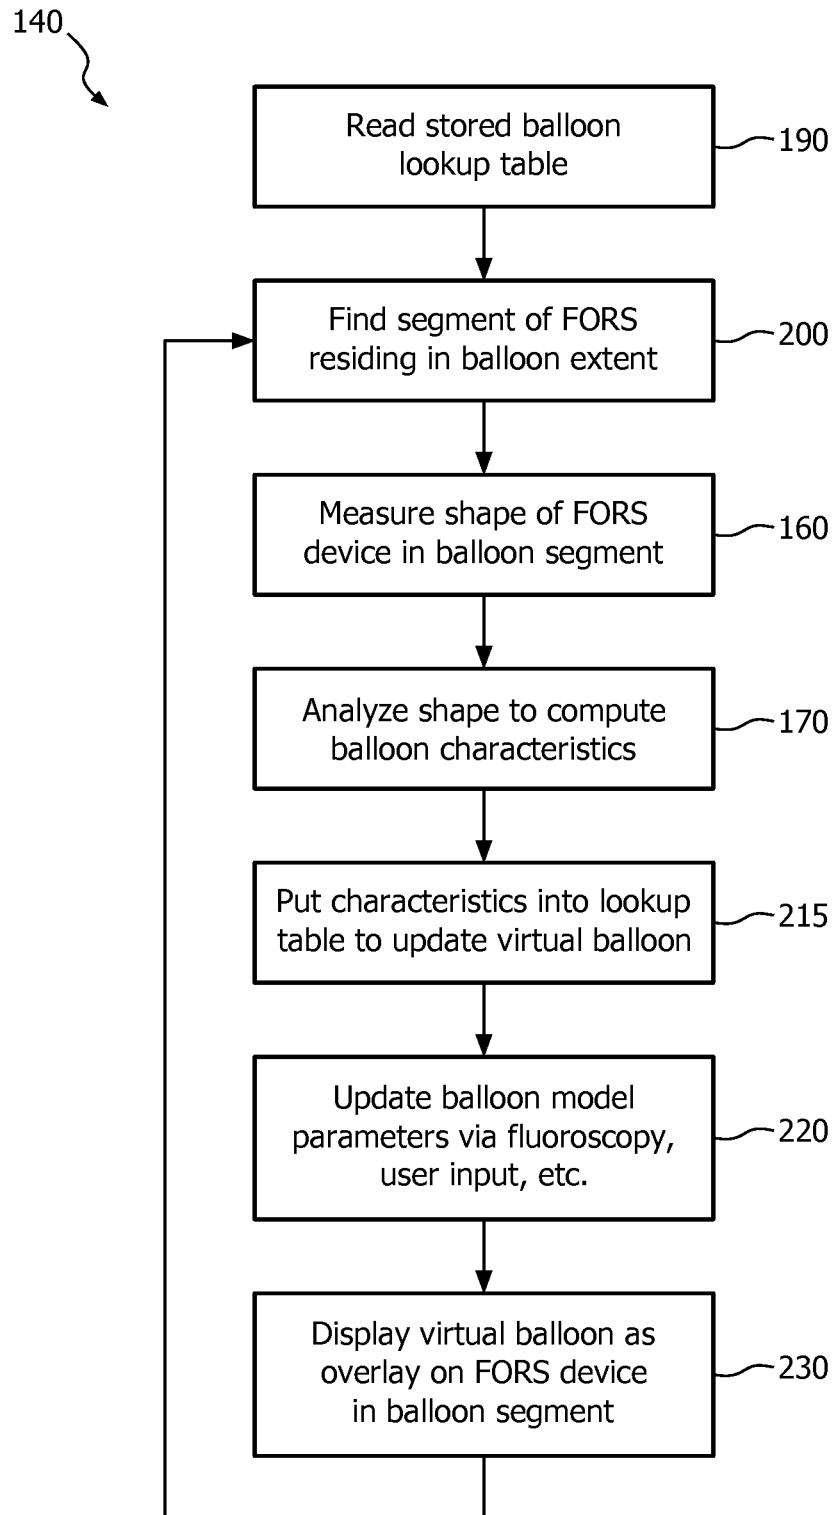 140
Read stored balloon
lookup table
190
Find segment of FORS
residing in balloon extent
200
Measure shape of FORS
device in balloon segment
160
Analyze shape to compute
balloon characteristics
170
Put characteristics into lookup
table to update virtual balloon
215
Update balloon model
parameters via fluoroscopy,
user input, etc.
220
Display virtual balloon as
overlay on FORS device
in balloon segment
230